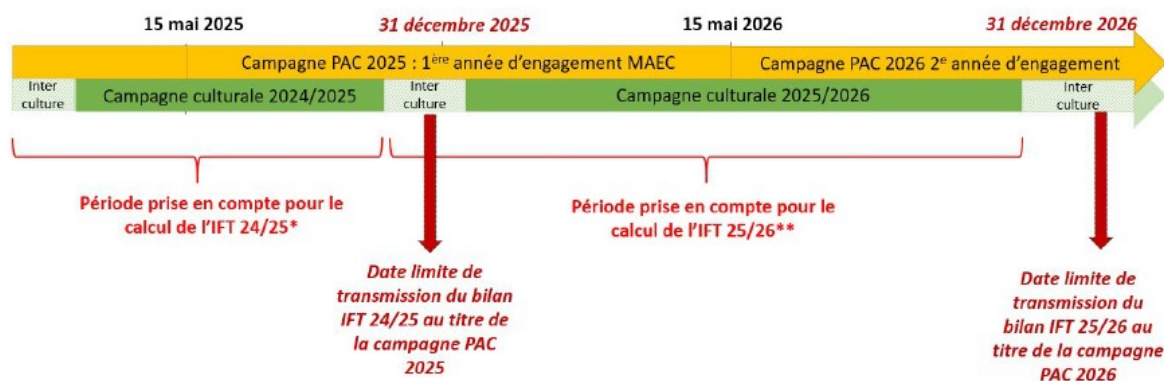 15 mai 2025
31 décembre 2025
15 mai 2026
31 décembre 2026
Campagne PAC 2025 : 1ère année d’engagement MAEC
Campagne PAC 2026 2e année d’engagement
Inter
culture
Campagne culturale 2024/2025
Inter
culture
Campagne culturale 2025/2026
Inter
culture
Période prise en compte pour le
calcul de l’IFT 24/25*
Période prise en compte pour le
calcul de l’IFT 25/26**
Date limite de
transmission du bilan
IFT 24/25 au titre de
la campagne PAC
2025
Date limite de
transmission du
bilan IFT 25/26 au
titre de la campagne
PAC 2026